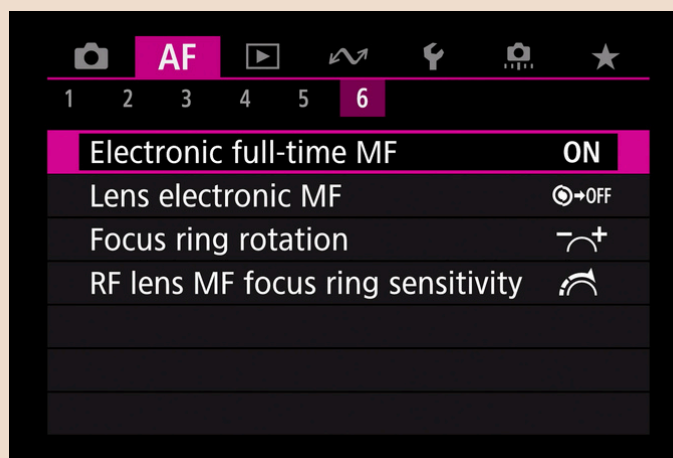 AF
1 2 3 4 5 6
Electronic full-time MF ON
Lens electronic MF →OFF
Focus ring rotation − +
RF lens MF focus ring sensitivity